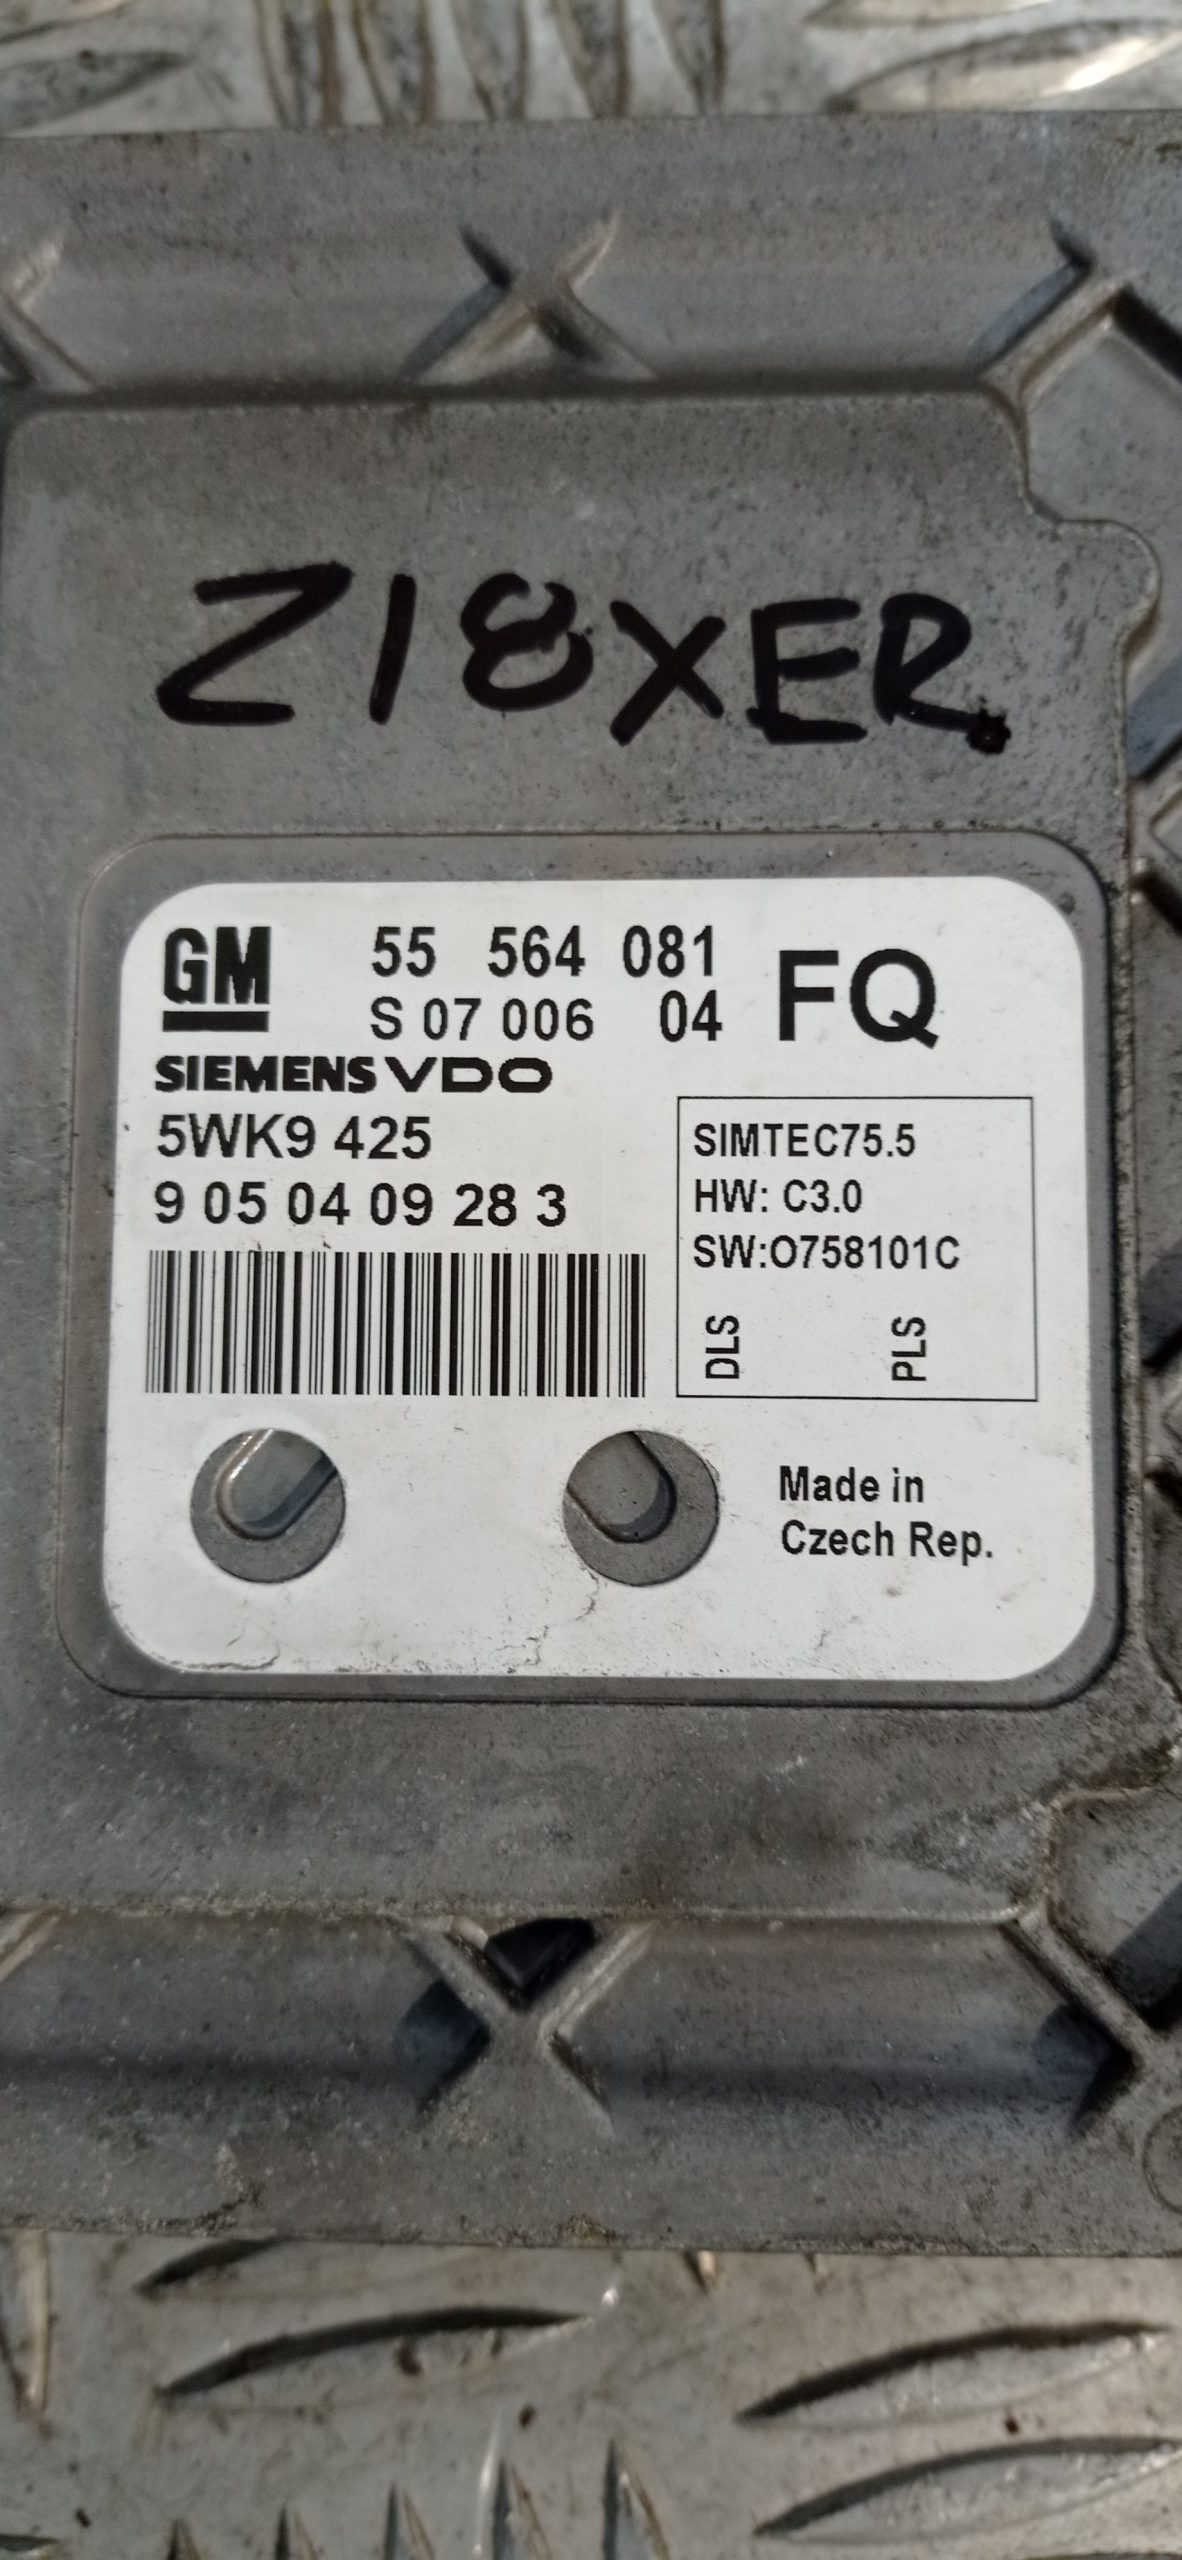 Z18XER
GM 55 564 081 FQ
S 07 006 04
SIEMENS VDO
5WK9 425
9 05 04 09 28 3
SIMTEC75.5
HW: C3.0
SW:O758101C
DLS PLS
Made in
Czech Rep.